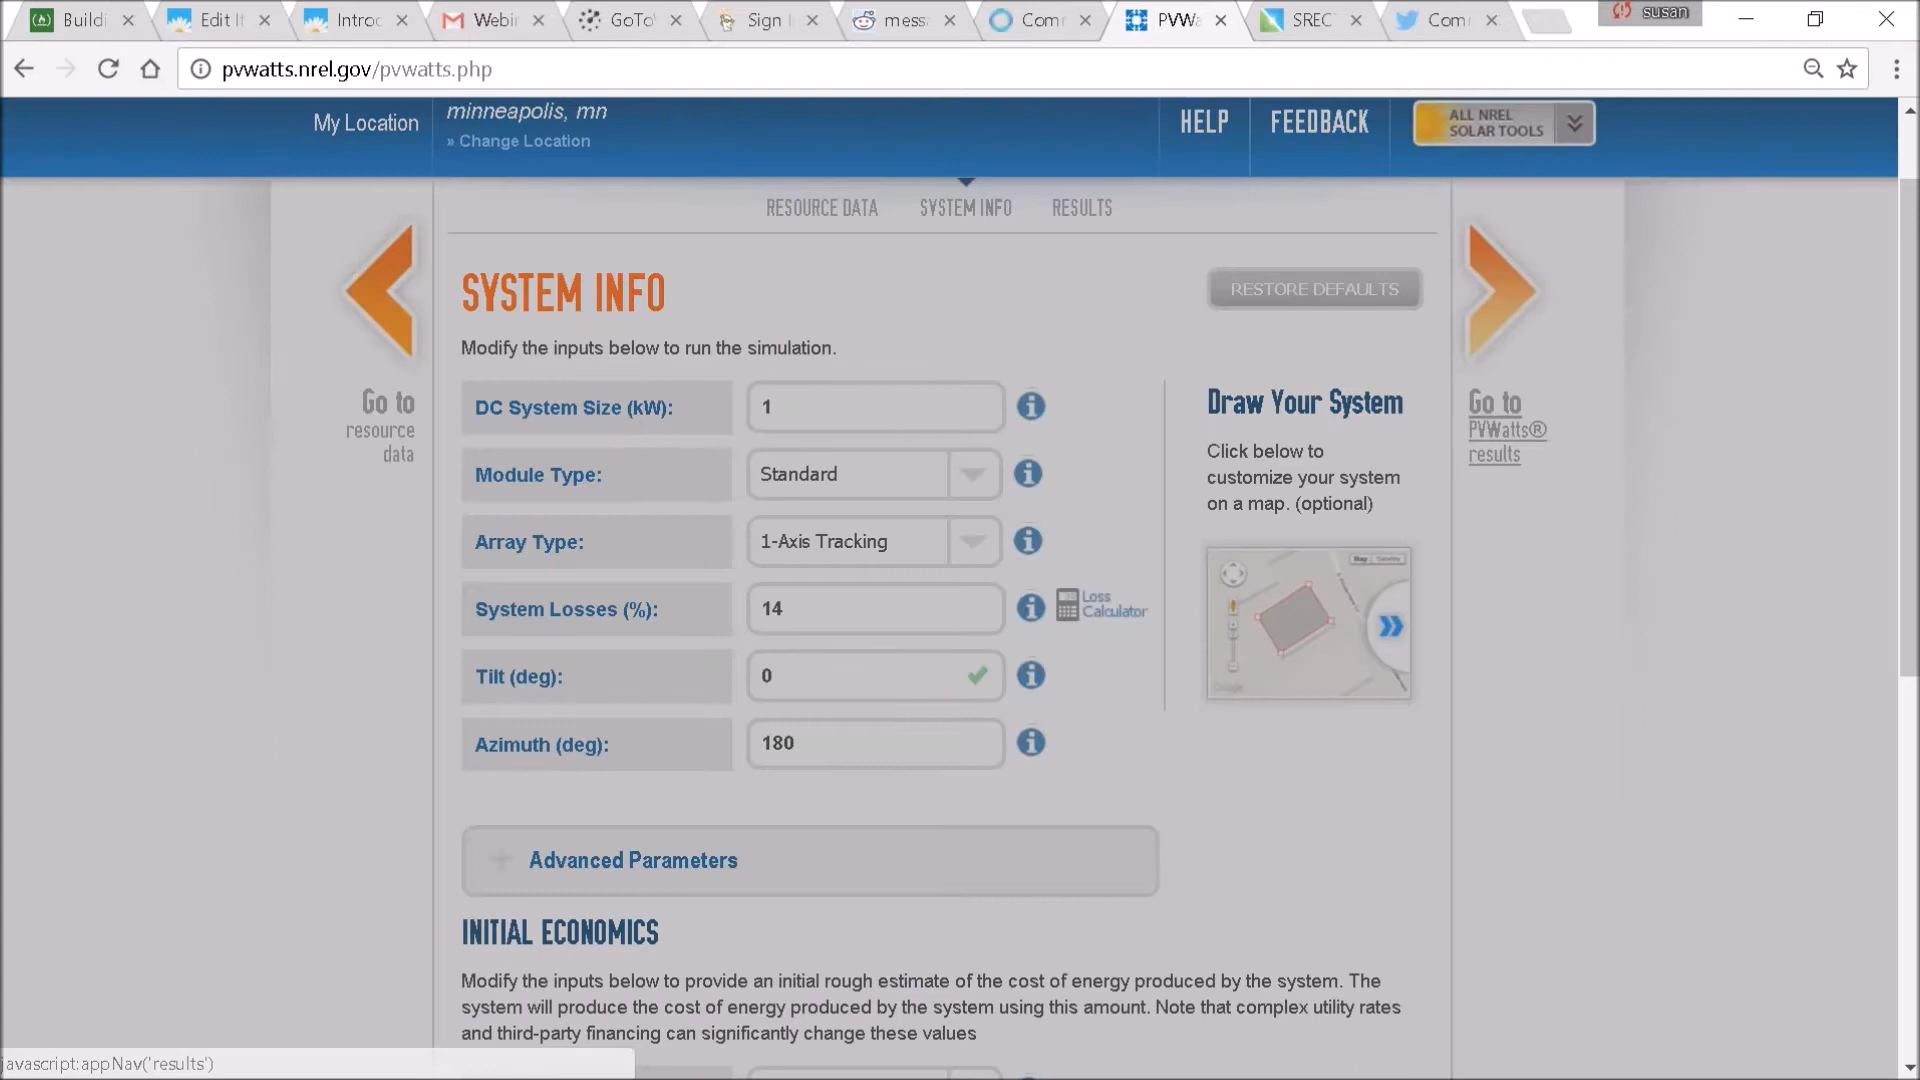 Buildi
Edit It
Introd
Webin
GoTo
Sign
mess
Com
PVWa
SREC
Com
susan
pvwatts.nrel.gov/pvwatts.php
My Location
minneapolis, mn
» Change Location
HELP
FEEDBACK
ALL NREL
SOLAR TOOLS
RESOURCE DATA
SYSTEM INFO
RESULTS
SYSTEM INFO
RESTORE DEFAULTS
Modify the inputs below to run the simulation.
Go to
resource
data
DC System Size (kW):
1
Module Type:
Standard
Array Type:
1-Axis Tracking
System Losses (%):
14
Loss
Calculator
Tilt (deg):
0
Azimuth (deg):
180
Draw Your System
Click below to
customize your system
on a map. (optional)
Go to
PVWatts®
results
Advanced Parameters
INITIAL ECONOMICS
Modify the inputs below to provide an initial rough estimate of the cost of energy produced by the system. The
system will produce the cost of energy produced by the system using this amount. Note that complex utility rates
and third-party financing can significantly change these values
javascript:appNav('results')